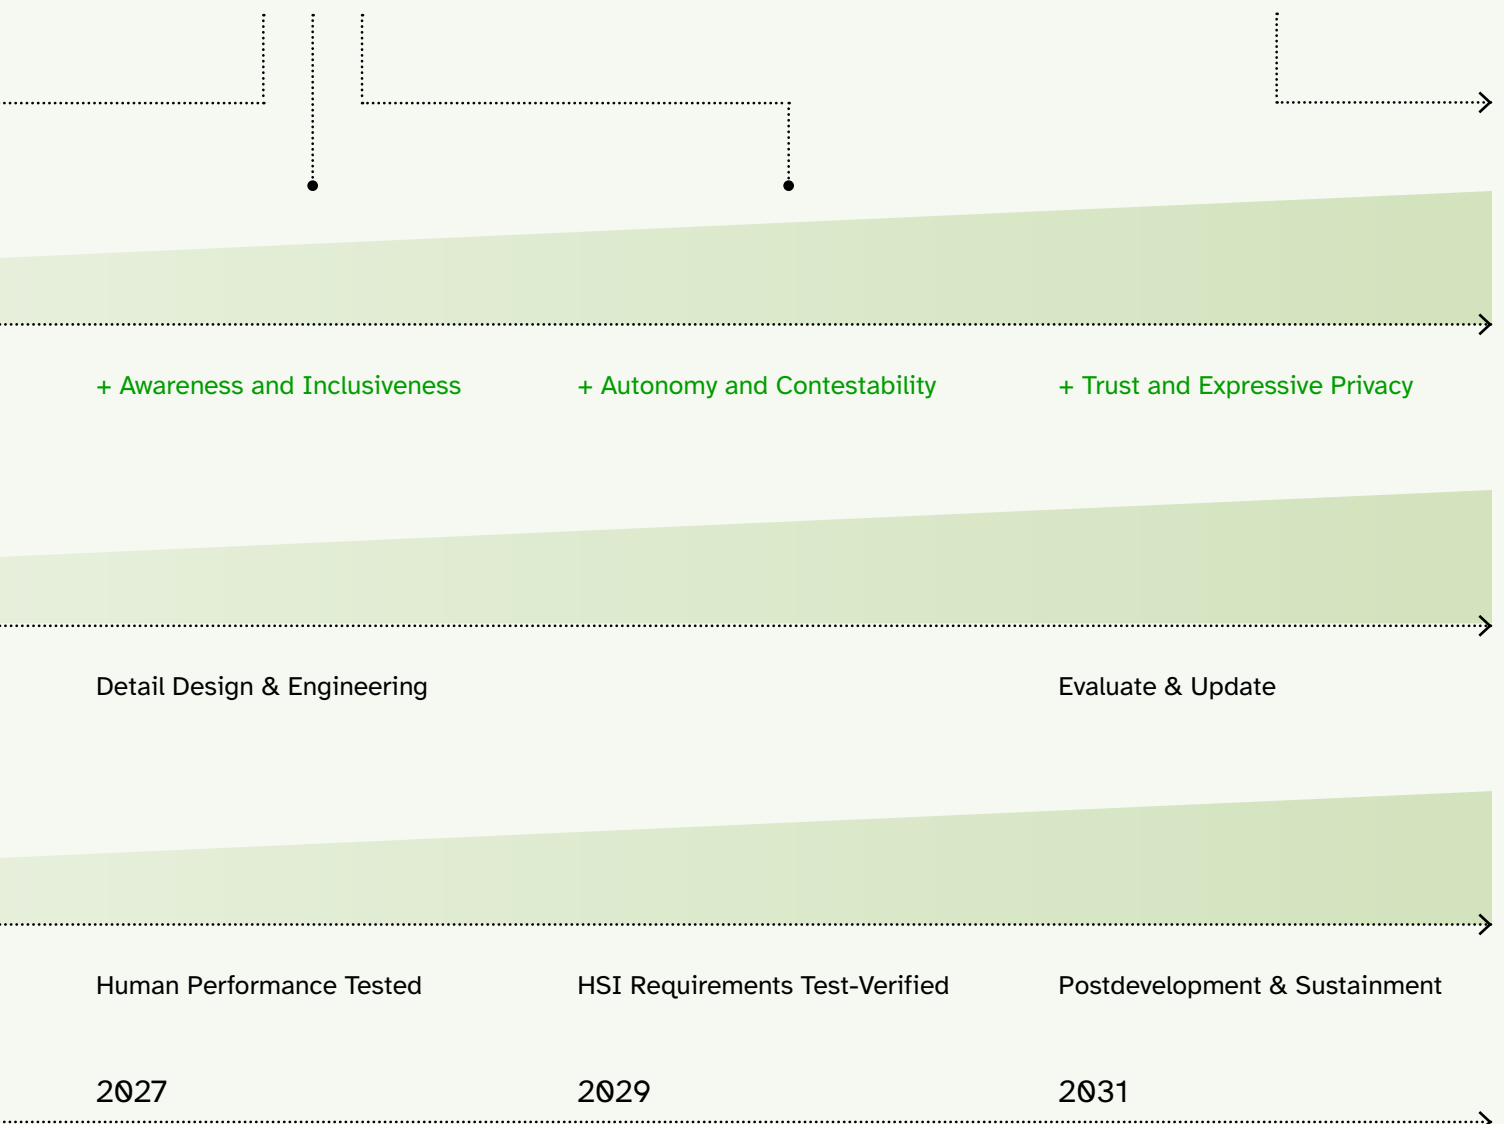 + Awareness and Inclusiveness
+ Autonomy and Contestability
+ Trust and Expressive Privacy
Detail Design & Engineering
Evaluate & Update
Human Performance Tested
HSI Requirements Test-Verified
Postdevelopment & Sustainment
2027
2029
2031